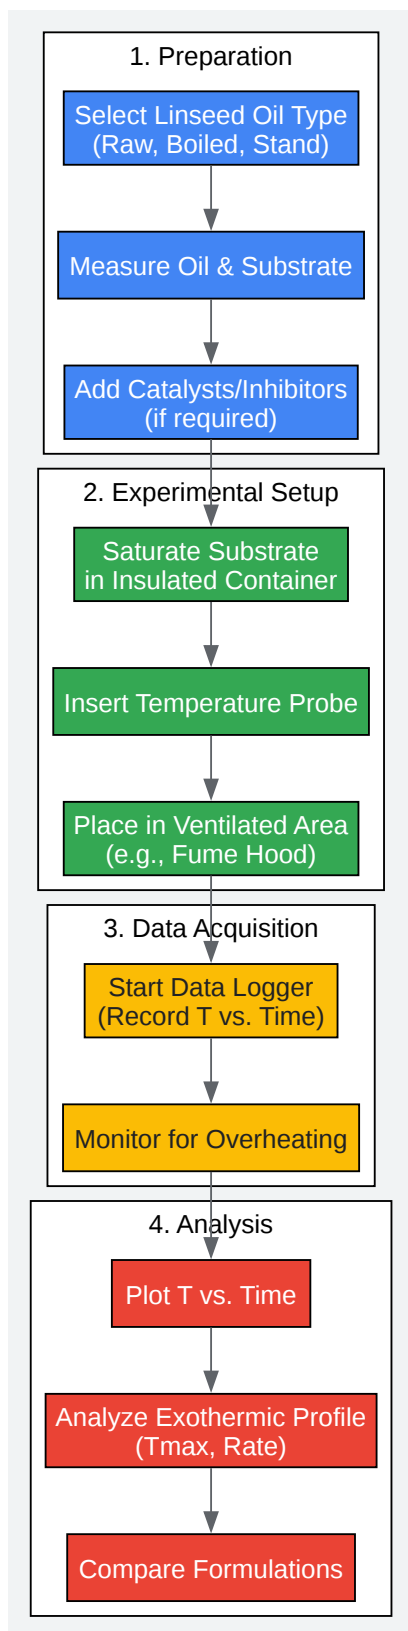 1. Preparation
Select Linseed Oil Type
(Raw, Boiled, Stand)
Measure Oil & Substrate
Add Catalysts/Inhibitors
(if required)
2. Experimental Setup
Saturate Substrate
in Insulated Container
Insert Temperature Probe
Place in Ventilated Area
(e.g., Fume Hood)
3. Data Acquisition
Start Data Logger
(Record T vs. Time)
Monitor for Overheating
4. Analysis
Plot T vs. Time
Analyze Exothermic Profile
(Tmax, Rate)
Compare Formulations